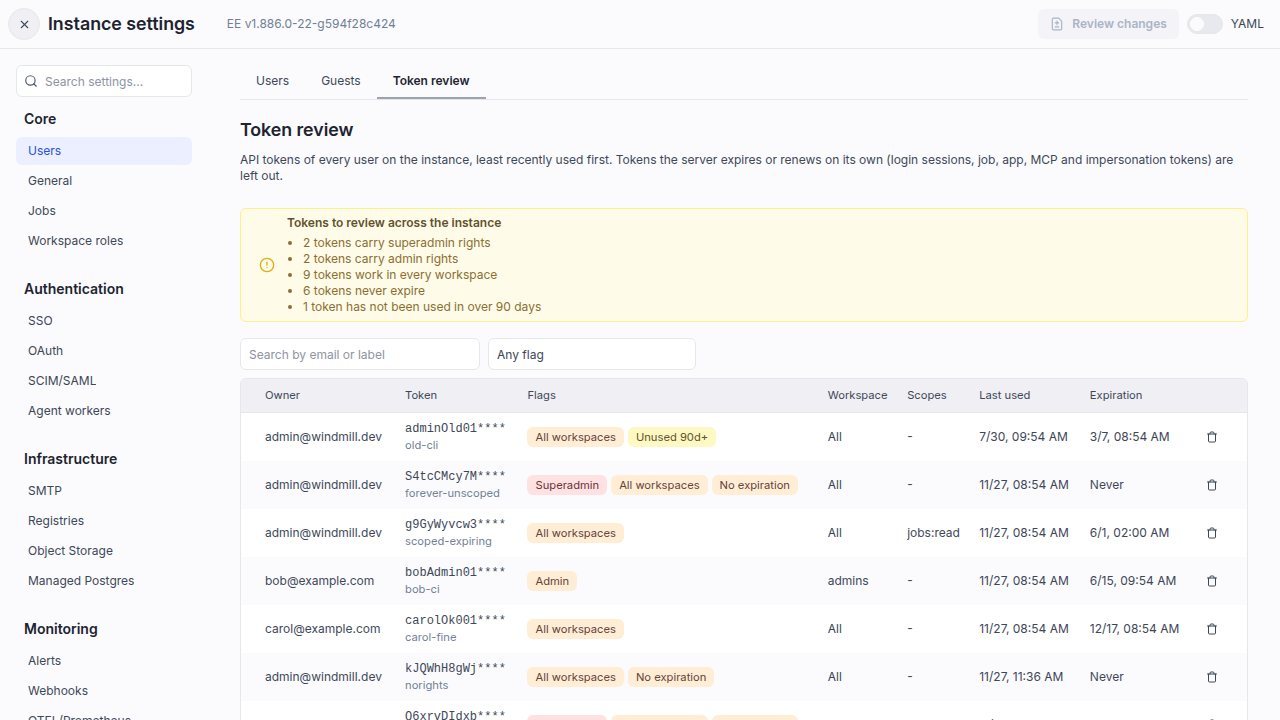 Instance settings
EE v1.886.0-22-g594f28c424
Review changes
YAML
Search settings...
Core
Users
General
Jobs
Workspace roles
Authentication
SSO
OAuth
SCIM/SAML
Agent workers
Infrastructure
SMTP
Registries
Object Storage
Managed Postgres
Monitoring
Alerts
Webhooks
OTEL/Prometheus
Users Guests Token review
Token review
API tokens of every user on the instance, least recently used first. Tokens the server expires or renews on its own (login sessions, job, app, MCP and impersonation tokens) are
left out.
Tokens to review across the instance
• 2 tokens carry superadmin rights
• 2 tokens carry admin rights
• 9 tokens work in every workspace
• 6 tokens never expire
• 1 token has not been used in over 90 days
Search by email or label
Any flag
Owner Token Flags Workspace Scopes Last used Expiration
admin@windmill.dev adminOld01**** All workspaces Unused 90d+ All - 7/30, 09:54 AM 3/7, 08:54 AM
old-cli
admin@windmill.dev S4tcCMcy7M**** Superadmin All workspaces No expiration All - 11/27, 08:54 AM Never
forever-unscoped
admin@windmill.dev g9GyWyvcw3**** All workspaces All jobs:read 11/27, 08:54 AM 6/1, 02:00 AM
scoped-expiring
bob@example.com bobAdmin01**** Admin admins - 11/27, 08:54 AM 6/15, 09:54 AM
bob-ci
carol@example.com carolOk001**** All workspaces All - 11/27, 08:54 AM 12/17, 08:54 AM
carol-fine
admin@windmill.dev kJQWhH8gWj**** All workspaces No expiration All - 11/27, 11:36 AM Never
norights